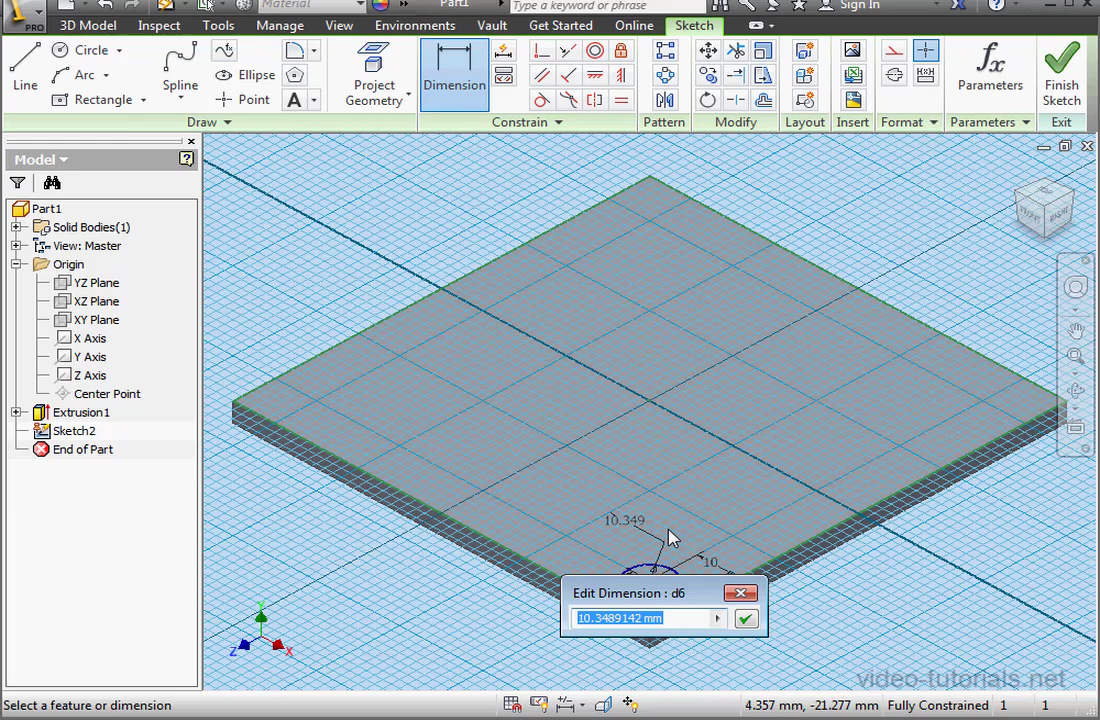 Material
Part1
Type a keyword or phrase
Sign In
PRO
3D Model
Inspect
Tools
Manage
View
Environments
Vault
Get Started
Online
Sketch
Line
Circle
Arc
Rectangle
Spline
Ellipse
Point
A
Project Geometry
Dimension
fx
Parameters
Finish Sketch
Draw
Constrain
Pattern
Modify
Layout
Insert
Format
Parameters
Exit
Model
Part1
Solid Bodies(1)
View: Master
Origin
YZ Plane
XZ Plane
XY Plane
X Axis
Y Axis
Z Axis
Center Point
Extrusion1
Sketch2
End of Part
10.349
10
Edit Dimension : d6
10.3489142 mm
Y
Z
X
video-tutorials.net
Select a feature or dimension
4.357 mm, -21.277 mm
Fully Constrained
1
1